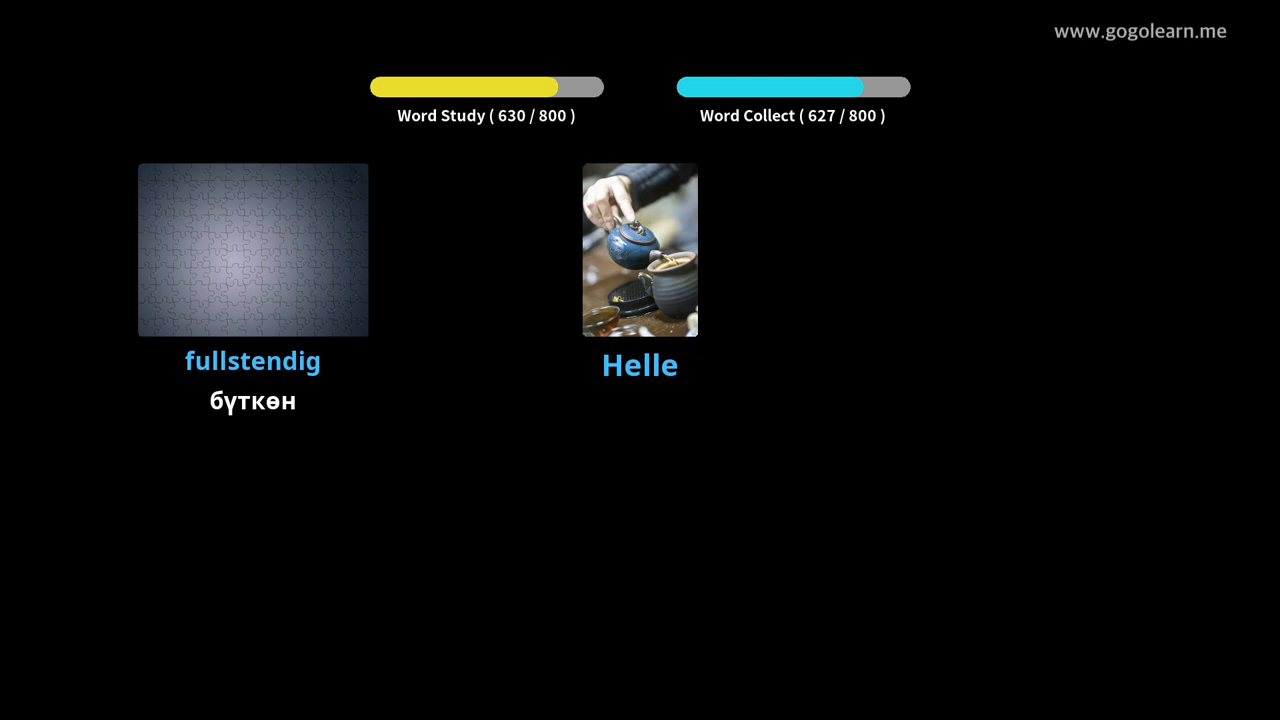 www.gogolearn.me
Word Study ( 630 / 800 )
Word Collect ( 627 / 800 )
fullstendig
бүткөн
Helle